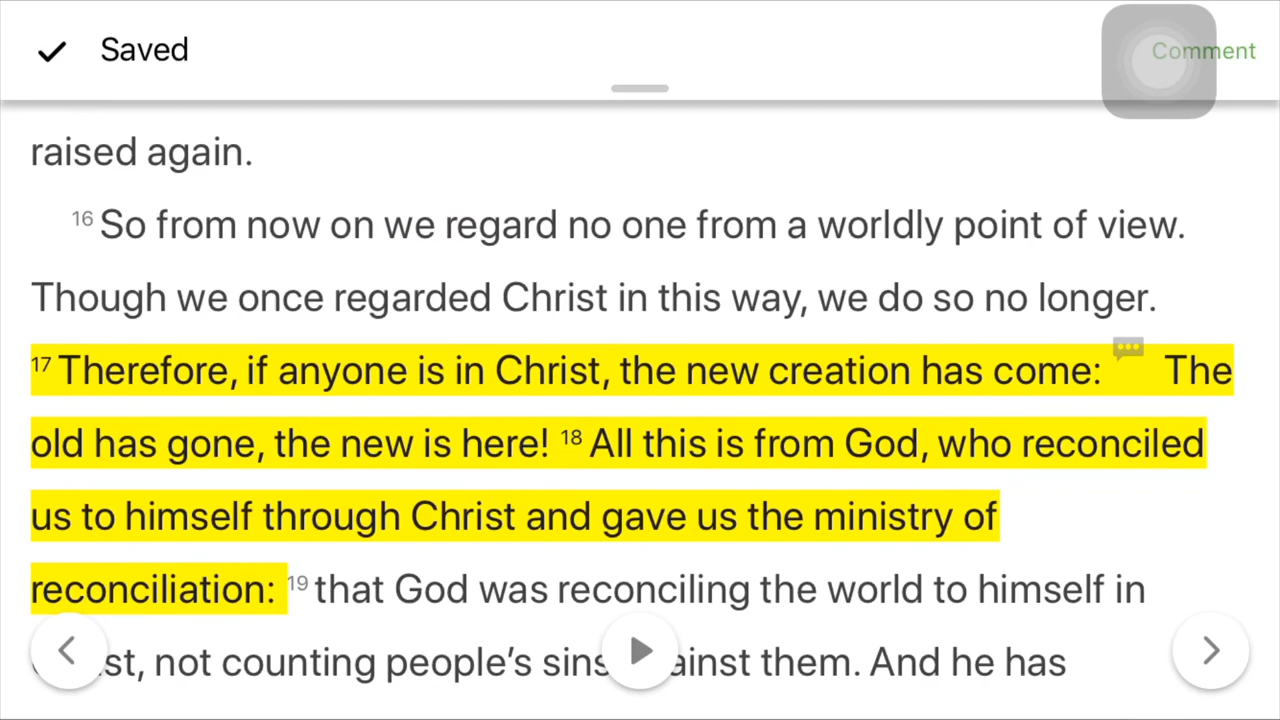 Saved
Comment
raised again.
16 So from now on we regard no one from a worldly point of view.
Though we once regarded Christ in this way, we do so no longer.
17 Therefore, if anyone is in Christ, the new creation has come: The
old has gone, the new is here! 18 All this is from God, who reconciled
us to himself through Christ and gave us the ministry of
reconciliation: 19 that God was reconciling the world to himself in
st, not counting people’s sins ainst them. And he has